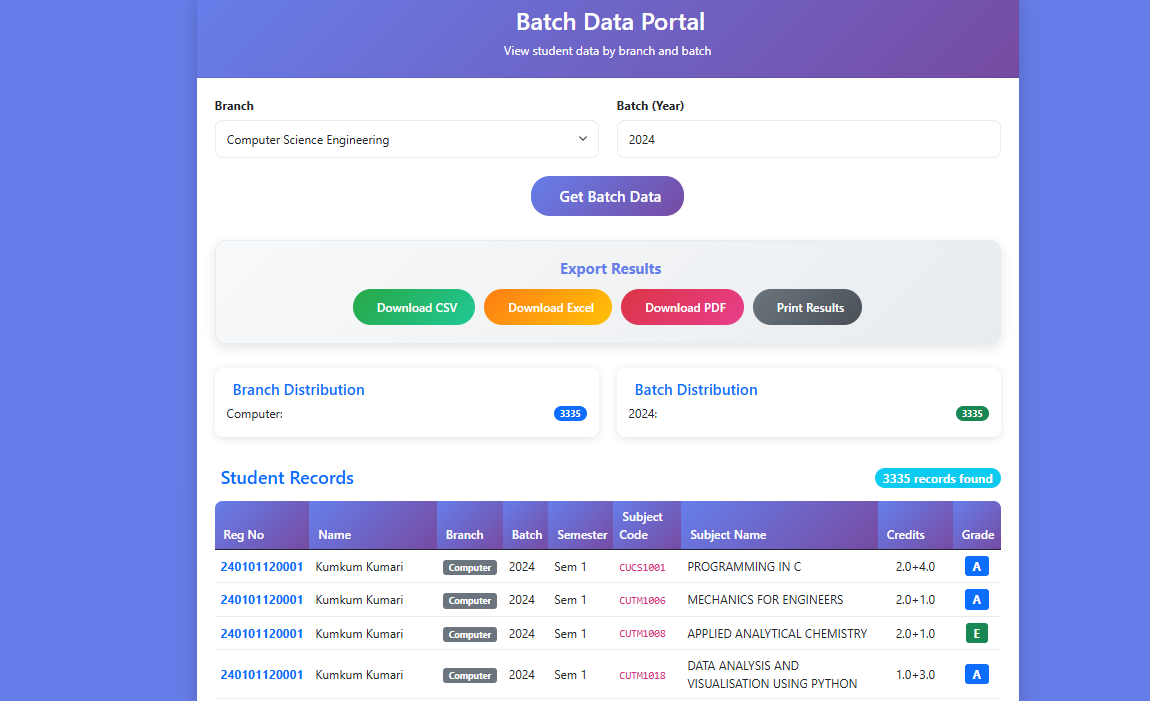 Batch Data Portal
View student data by branch and batch
Branch
Batch (Year)
Computer Science Engineering
2024
Get Batch Data
Export Results
Download CSV Download Excel Download PDF Print Results
Branch Distribution
Computer: 3335
Batch Distribution
2024: 3335
Student Records 3335 records found
Reg No Name Branch Batch Semester Subject Code Subject Name Credits Grade
240101120001 Kumkum Kumari Computer 2024 Sem 1 CUCS1001 PROGRAMMING IN C 2.0+4.0 A
240101120001 Kumkum Kumari Computer 2024 Sem 1 CUTM1006 MECHANICS FOR ENGINEERS 2.0+1.0 A
240101120001 Kumkum Kumari Computer 2024 Sem 1 CUTM1008 APPLIED ANALYTICAL CHEMISTRY 2.0+1.0 E
240101120001 Kumkum Kumari Computer 2024 Sem 1 CUTM1018 DATA ANALYSIS AND VISUALISATION USING PYTHON 1.0+3.0 A